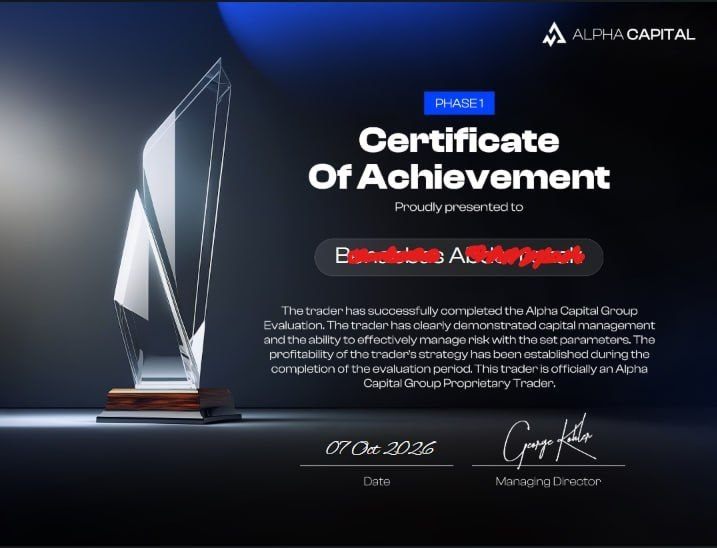 ALPHA CAPITAL
PHASE 1
Certificate
Of Achievement
Proudly presented to
The trader has successfully completed the Alpha Capital Group
Evaluation. The trader has clearly demonstrated capital management
and the ability to effectively manage risk with the set parameters. The
profitability of the trader's strategy has been established during the
completion of the evaluation period. This trader is officially an Alpha
Capital Group Proprietary Trader.
07 Oct 2026
George Kohler
Date
Managing Director